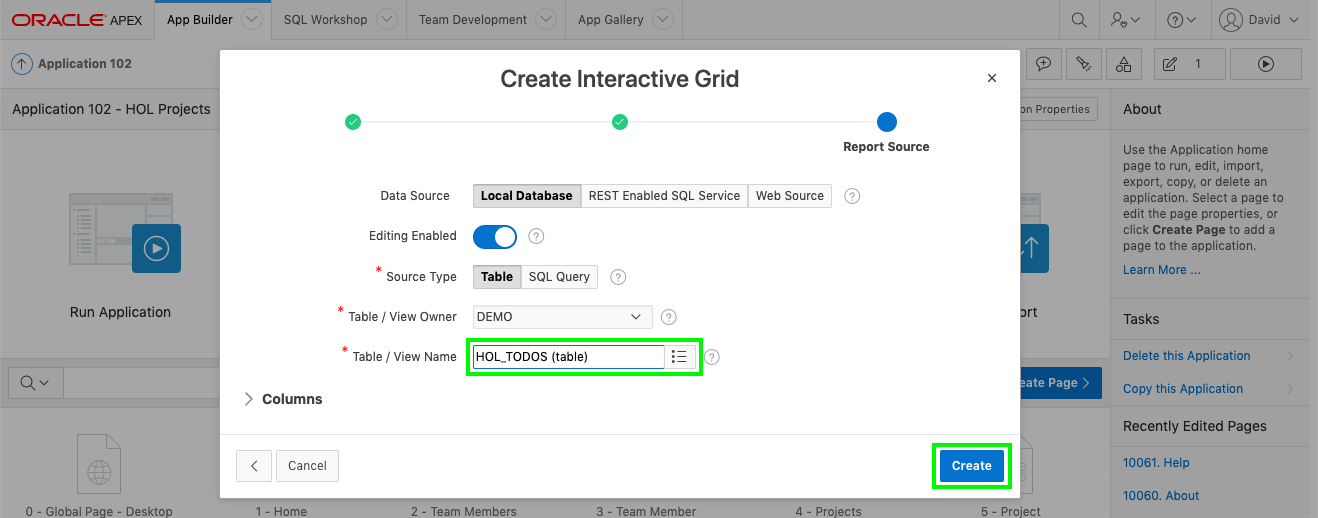 ORACLE APEX
App Builder
SQL Workshop
Team Development
App Gallery
David
Application 102
1
Application 102 - HOL Projects
on Properties
About
Use the Application home
page to run, edit, import,
export, copy, or delete an
application. Select a page to
edit the page properties, or
click Create Page to add a
page to the application.
Learn More ...
Run Application
ort
Create Interactive Grid
Report Source
Data Source
Local Database
REST Enabled SQL Service
Web Source
Editing Enabled
* Source Type
Table
SQL Query
* Table / View Owner
DEMO
* Table / View Name
HOL_TODOS (table)
Columns
Cancel
Create
Tasks
Delete this Application
Copy this Application
reate Page
Recently Edited Pages
10061. Help
10060. About
0 - Global Page - Desktop
1 - Home
2 - Team Members
3 - Team Member
4 - Projects
5 - Project